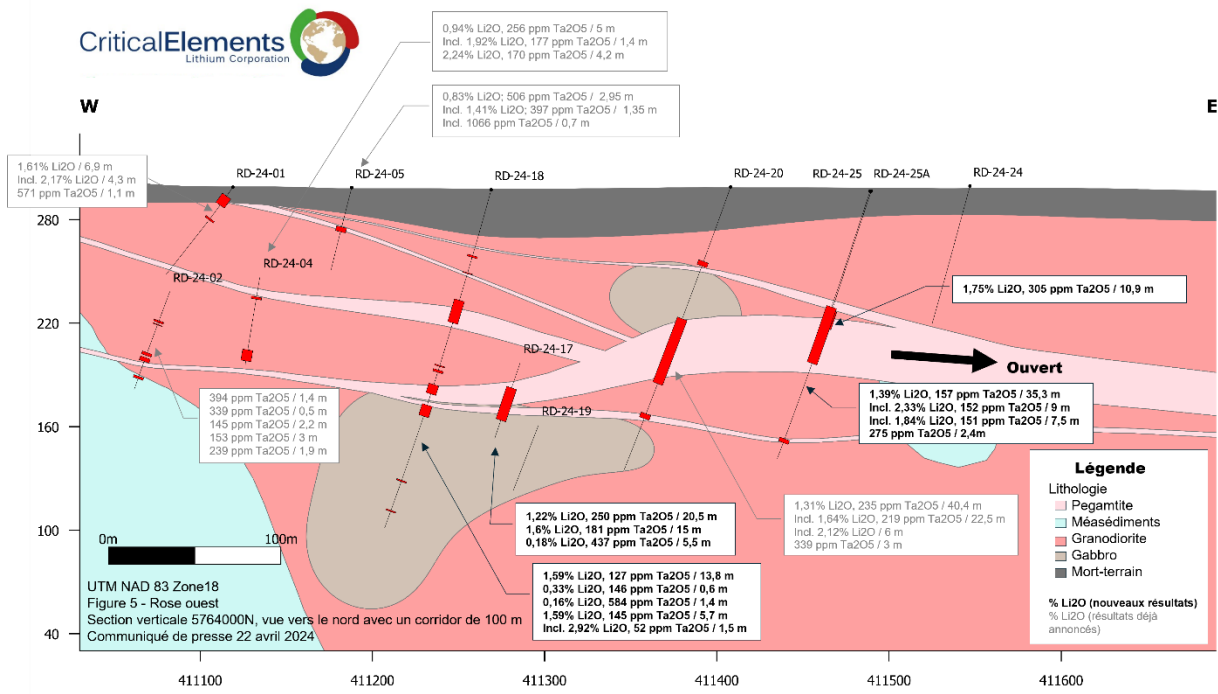 CriticalElements
Lithium Corporation
0,94% Li2O, 256 ppm Ta2O5 / 5 m
Incl. 1,92% Li2O, 177 ppm Ta2O5 / 1,4 m
2,24% Li2O, 170 ppm Ta2O5 / 4,2 m
W
E
0,83% Li2O; 506 ppm Ta2O5 / 2,95 m
Incl. 1,41% Li2O; 397 ppm Ta2O5 / 1,35 m
Incl. 1066 ppm Ta2O5 / 0,7 m
1,61% Li2O / 6,9 m
Incl. 2,17% Li2O / 4,3 m
571 ppm Ta2O5 / 1,1 m
RD-24-01
RD-24-05
RD-24-18
RD-24-20
RD-24-25
RD-24-25A
RD-24-24
280
RD-24-02
RD-24-04
1,75% Li2O, 305 ppm Ta2O5 / 10,9 m
220
RD-24-17
Ouvert
1,39% Li2O, 157 ppm Ta2O5 / 35,3 m
Incl. 2,33% Li2O, 152 ppm Ta2O5 / 9 m
Incl. 1,84% Li2O, 151 ppm Ta2O5 / 7,5 m
275 ppm Ta2O5 / 2,4m
394 ppm Ta2O5 / 1,4 m
339 ppm Ta2O5 / 0,5 m
145 ppm Ta2O5 / 2,2 m
153 ppm Ta2O5 / 3 m
239 ppm Ta2O5 / 1,9 m
RD-24-19
160
Légende
Lithologie
Pegamtite
Méasédiments
Granodiorite
Gabbro
Mort-terrain
% Li2O (nouveaux résultats)
% Li2O (résultats déjà
annoncés)
1,31% Li2O, 235 ppm Ta2O5 / 40,4 m
Incl. 1,64% Li2O, 219 ppm Ta2O5 / 22,5 m
Incl. 2,12% Li2O / 6 m
339 ppm Ta2O5 / 3 m
1,22% Li2O, 250 ppm Ta2O5 / 20,5 m
1,6% Li2O, 181 ppm Ta2O5 / 15 m
0,18% Li2O, 437 ppm Ta2O5 / 5,5 m
100
0m
100m
1,59% Li2O, 127 ppm Ta2O5 / 13,8 m
0,33% Li2O, 146 ppm Ta2O5 / 0,6 m
0,16% Li2O, 584 ppm Ta2O5 / 1,4 m
1,59% Li2O, 145 ppm Ta2O5 / 5,7 m
Incl. 2,92% Li2O, 52 ppm Ta2O5 / 1,5 m
UTM NAD 83 Zone18
Figure 5 - Rose ouest
Section verticale 5764000N, vue vers le nord avec un corridor de 100 m
Communiqué de presse 22 avril 2024
40
411100
411200
411300
411400
411500
411600